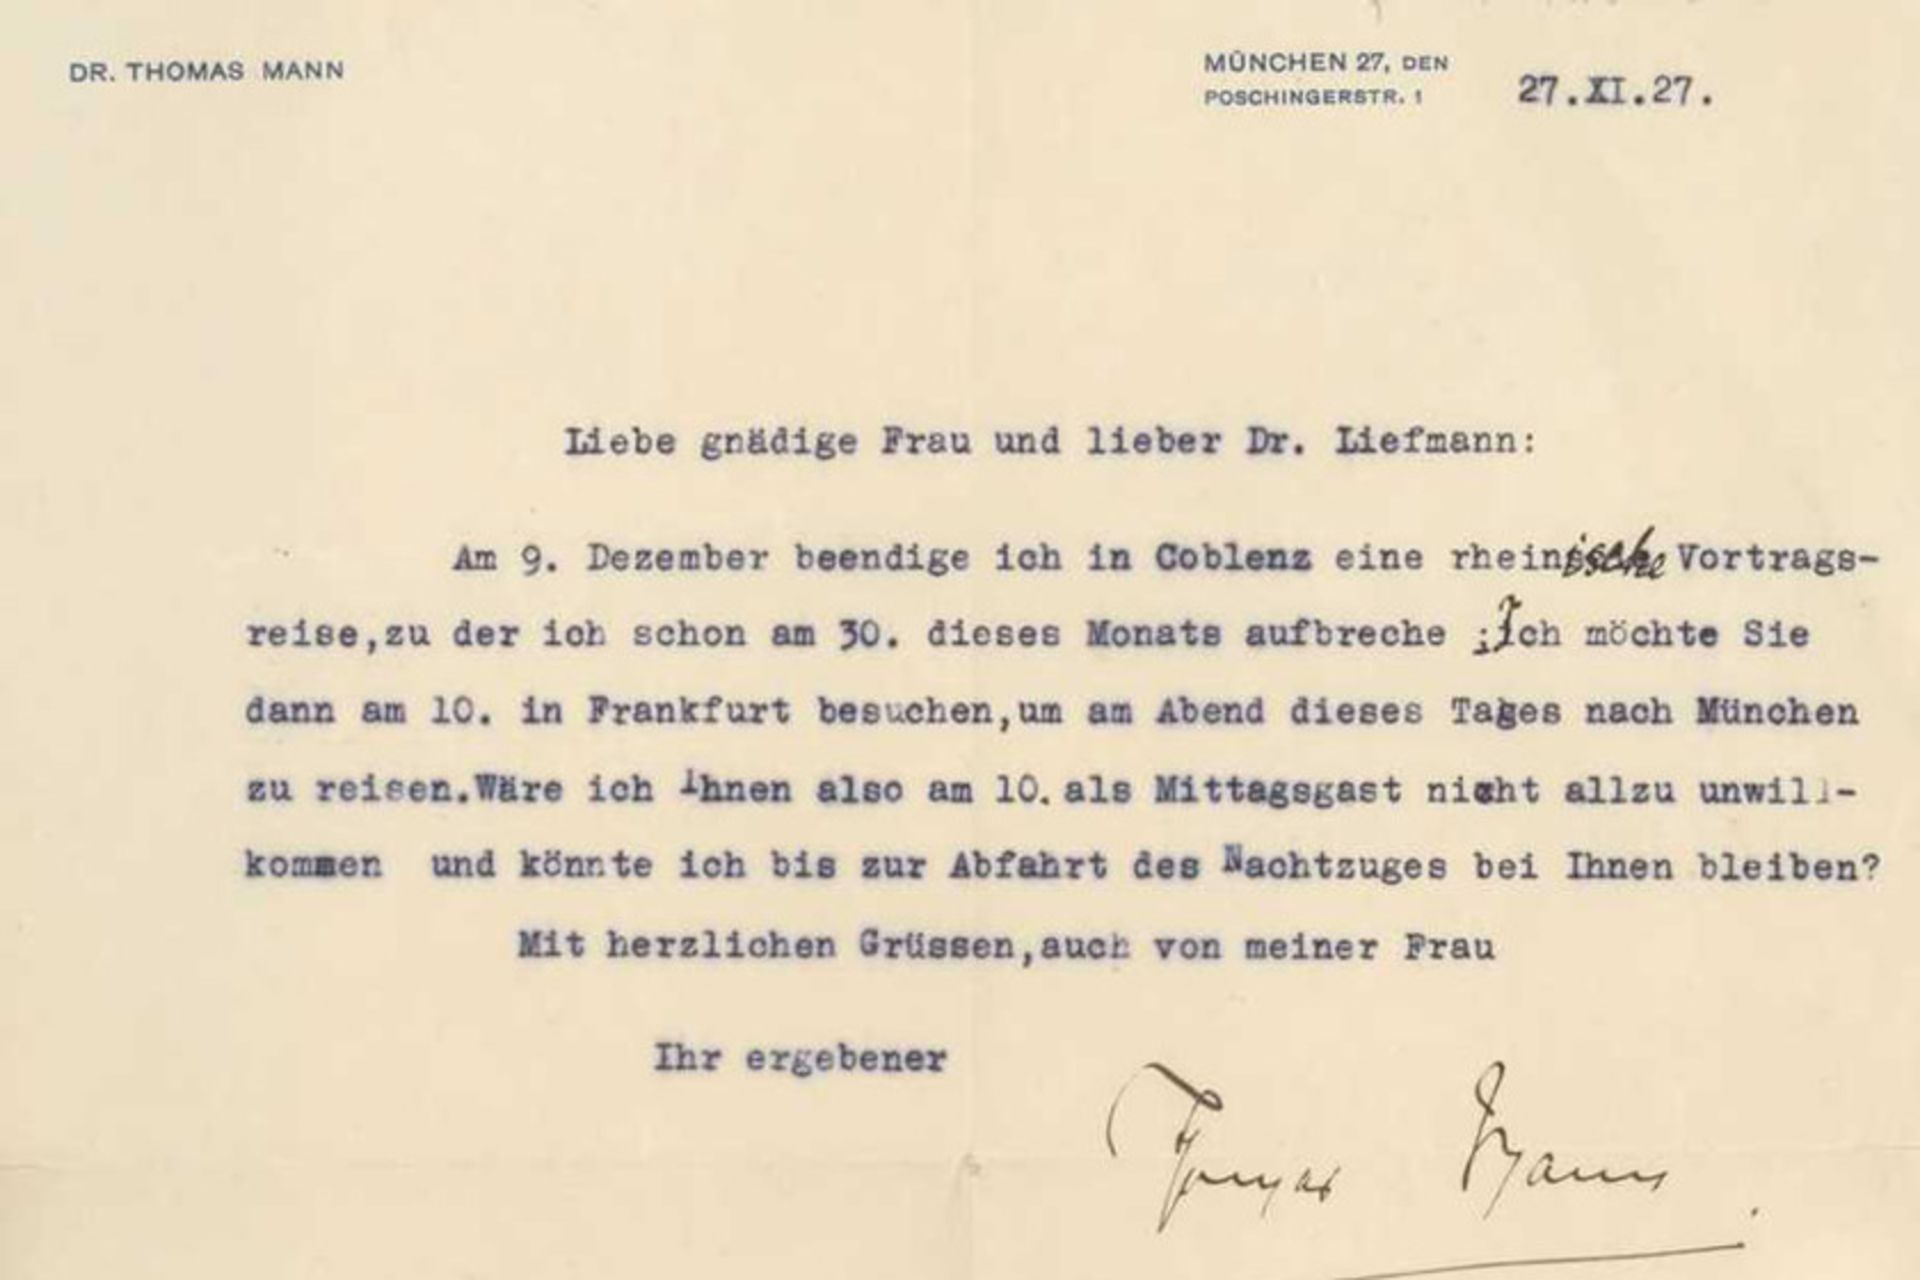 DR. THOMAS MANN
MÜNCHEN 27, DEN
POSCHINGERSTR. 1
27.XI.27.
Liebe gnädige Frau und lieber Dr. Liefmann:
Am 9. Dezember beendige ich in Coblenz eine rheinische Vortrags-
reise,zu der ich schon am 30. dieses Monats aufbreche ;Ich möchte Sie
dann am 10. in Frankfurt besuchen,um am Abend dieses Tages nach München
zu reisen.Wäre ich Ihnen also am 10. als Mittagsgast nicht allzu unwill-
kommen und könnte ich bis zur Abfahrt des Nachtzuges bei Ihnen bleiben?
Mit herzlichen Grüssen,auch von meiner Frau
Ihr ergebener
Thomas Mann.